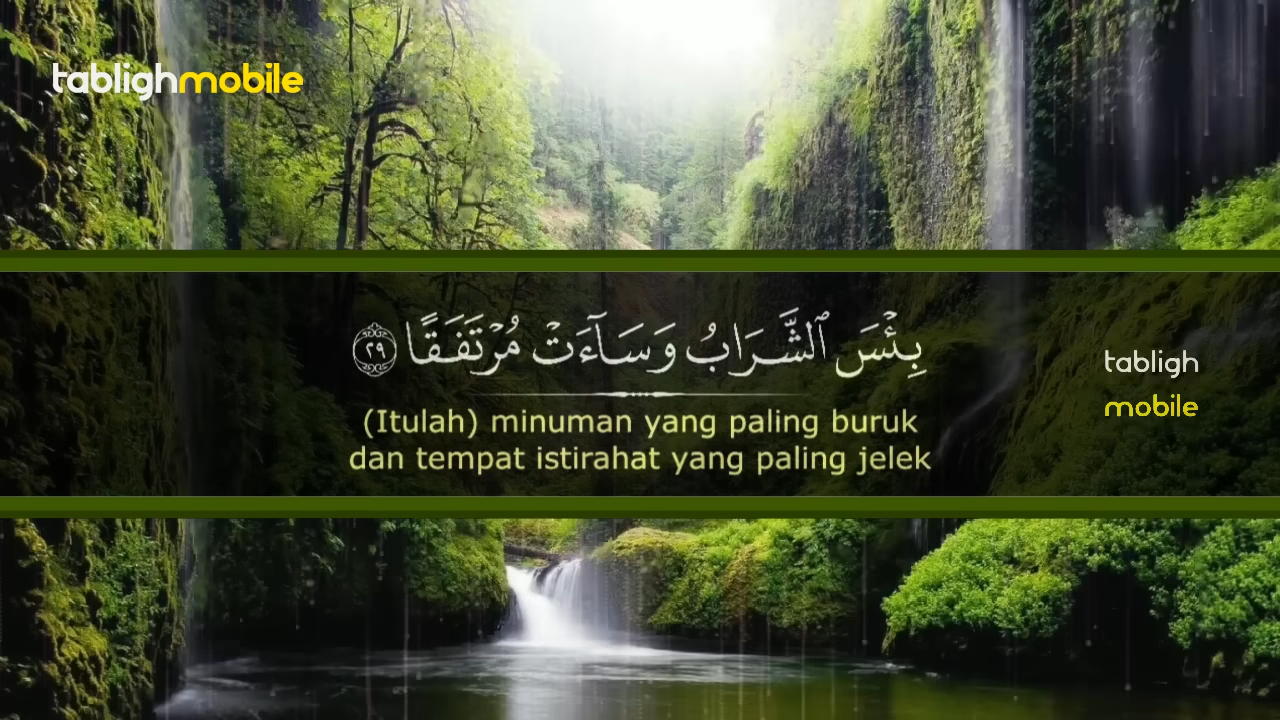 tablighmobile
بِئْسَ ٱلشَّرَابُ وَسَآءَتْ مُرْتَفَقًا ٢٩
tabligh
mobile
(Itulah) minuman yang paling buruk
dan tempat istirahat yang paling jelek